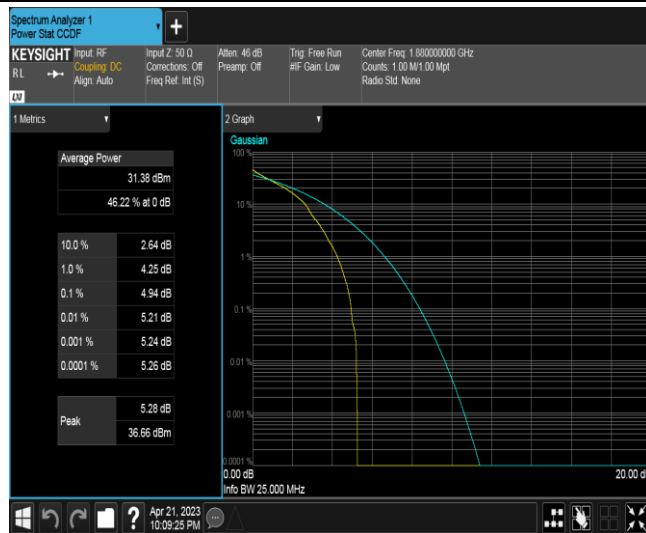 Spectrum Analyzer 1
Power Stat CCDF
+
KEYSIGHT
RL
Input: RF
Coupling: DC
Align: Auto
Input Z: 50 Ω
Corrections: Off
Freq Ref: Int (S)
Atten: 46 dB
Preamp: Off
Trig: Free Run
#IF Gain: Low
Center Freq: 1.880000000 GHz
Counts: 1.00 M/1.00 Mpt
Radio Std: None
1 Metrics
Average Power
31.38 dBm
46.22 % at 0 dB
10.0 % 2.64 dB
1.0 % 4.25 dB
0.1 % 4.94 dB
0.01 % 5.21 dB
0.001 % 5.24 dB
0.0001 % 5.26 dB
Peak
5.28 dB
36.66 dBm
2 Graph
Gaussian
100 %
10 %
1 %
0.1 %
0.01 %
0.001 %
0.0001 %
0.00 dB
20.00 d
Info BW 25.000 MHz
?
Apr 21, 2023
10:09:25 PM